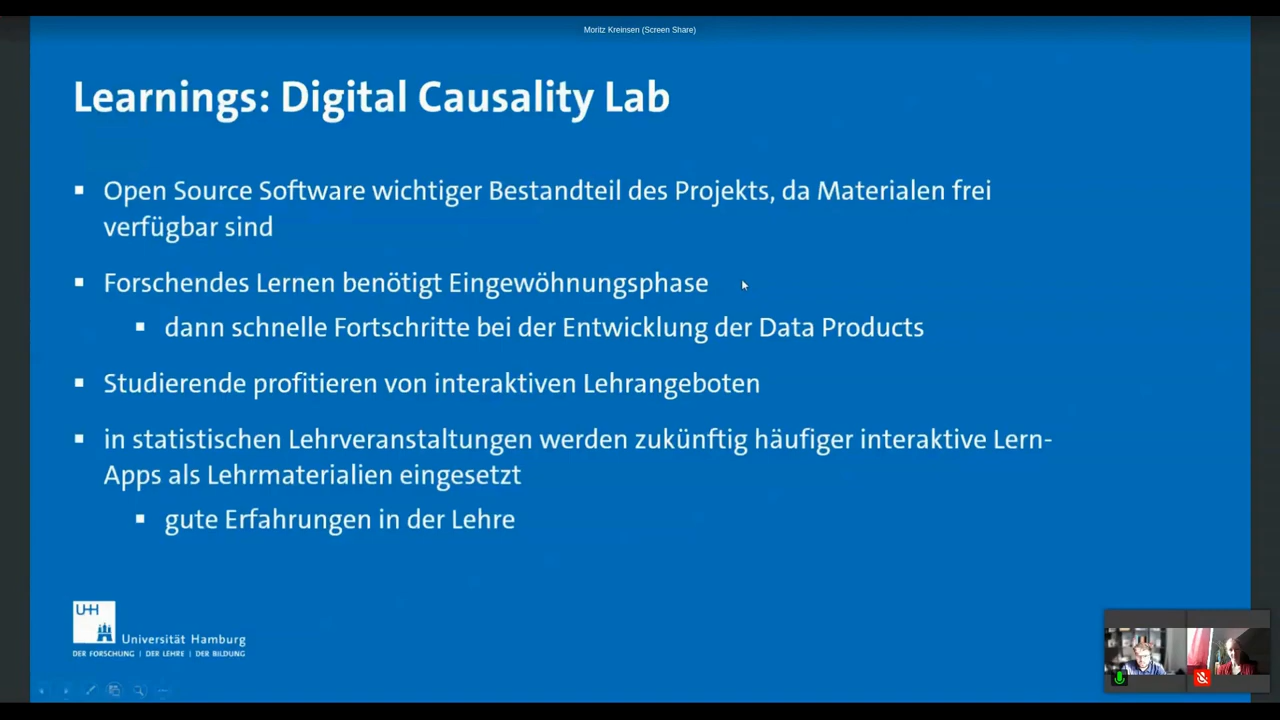 Moritz Kreinsen (Screen Share)
Learnings: Digital Causality Lab
Open Source Software wichtiger Bestandteil des Projekts, da Materialen frei
verfügbar sind
Forschendes Lernen benötigt Eingewöhnungsphase
dann schnelle Fortschritte bei der Entwicklung der Data Products
Studierende profitieren von interaktiven Lehrangeboten
in statistischen Lehrveranstaltungen werden zukünftig häufiger interaktive Lern-
Apps als Lehrmaterialien eingesetzt
gute Erfahrungen in der Lehre
UHH
Universität Hamburg
DER FORSCHUNG | DER LEHRE | DER BILDUNG